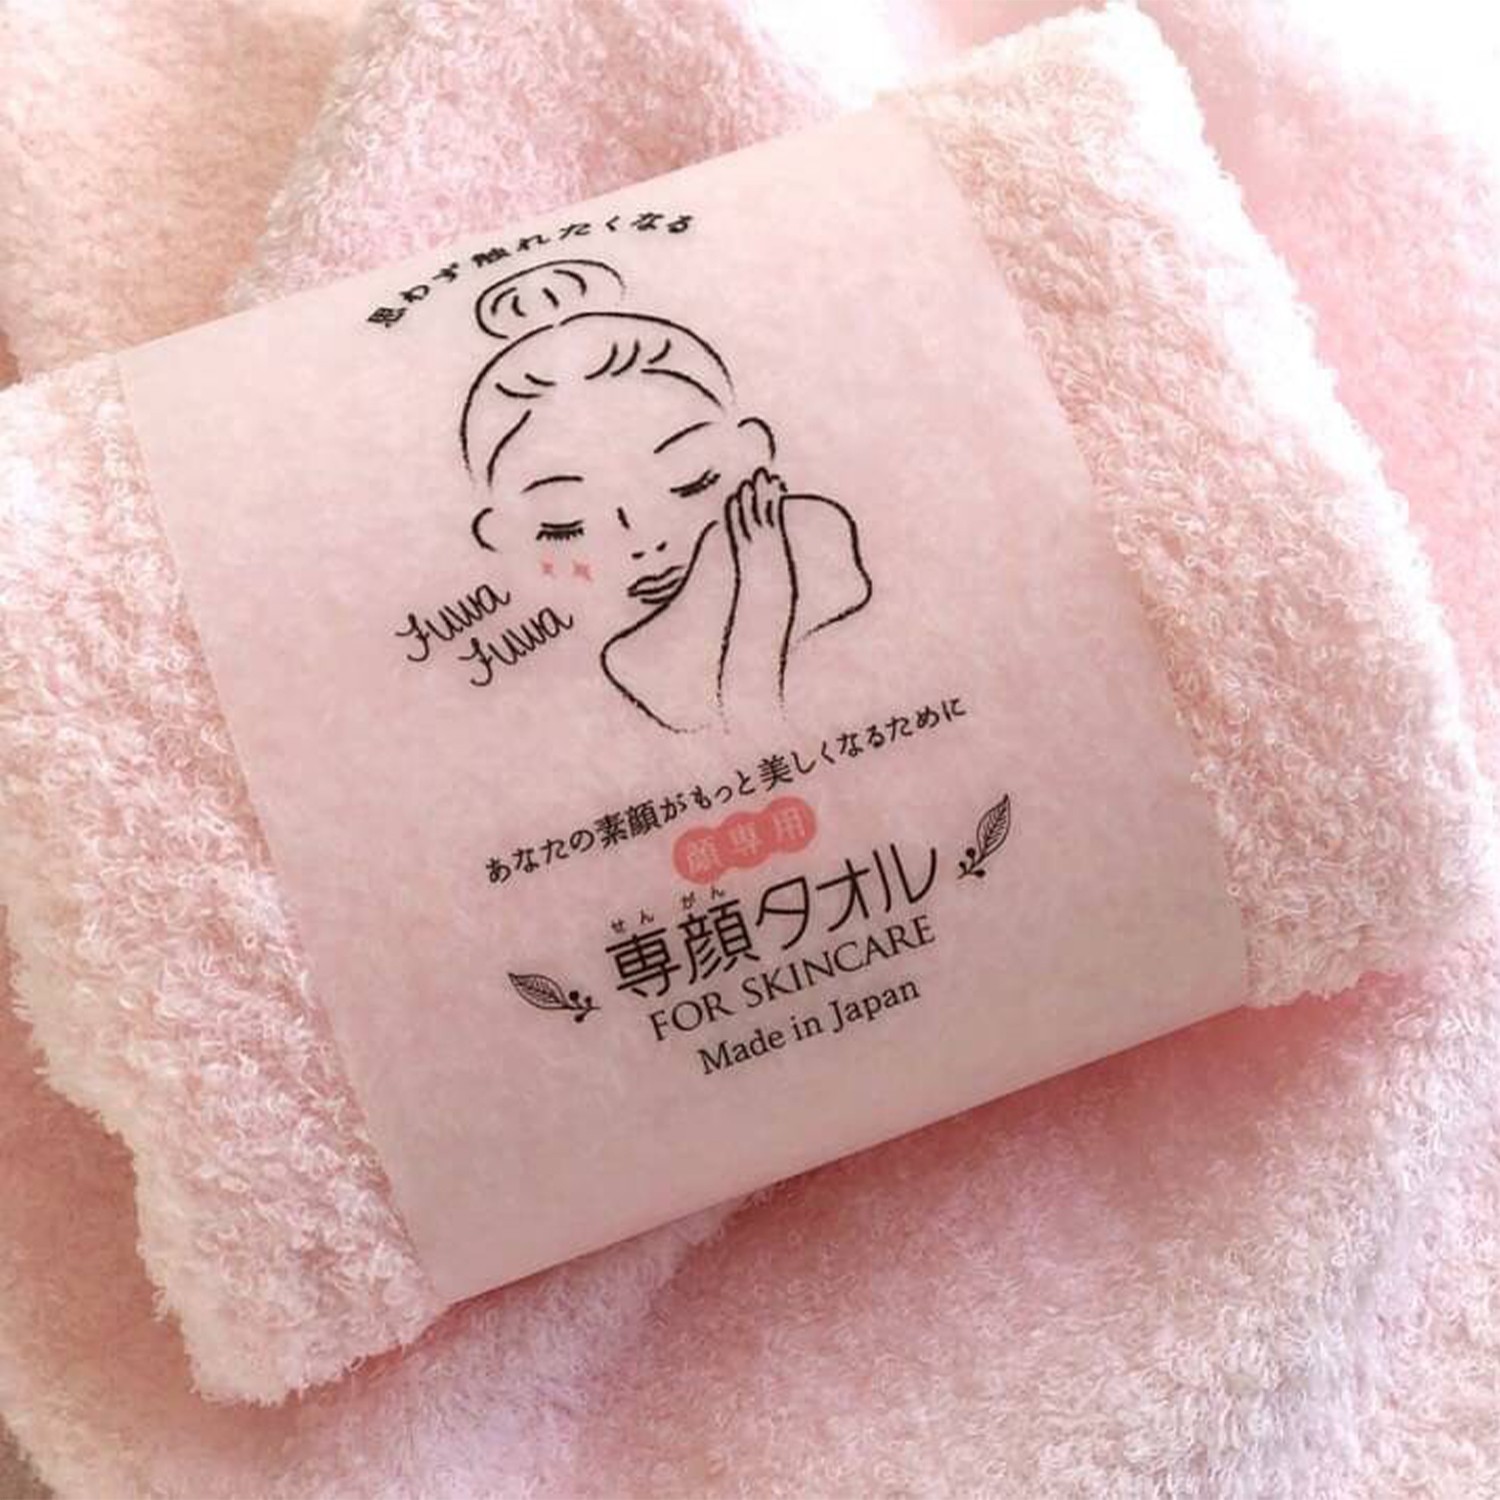 思わず触れたくなる
fuwa
fuwa
あなたの素顔がもっと美しくなるために
顔専用
せんがん
専顔タオル
FOR SKINCARE
Made in Japan